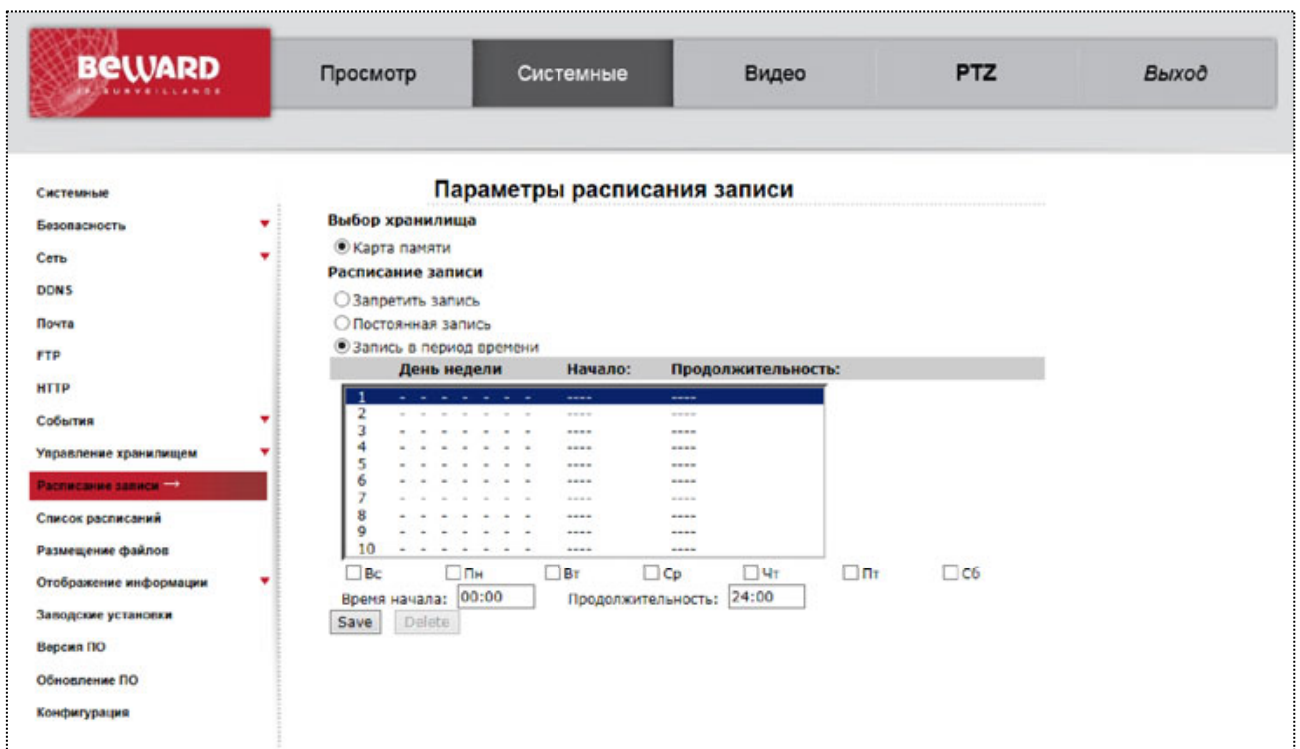 BEWARD
IP SURVEILLANCE
Просмотр
Системные
Видео
PTZ
Выход
Системные
Безопасность
Сеть
DDNS
Почта
FTP
HTTP
События
Управление хранилищем
Расписание записи →
Список расписаний
Размещение файлов
Отображение информации
Заводские установки
Версия ПО
Обновление ПО
Конфигурация
Параметры расписания записи
Выбор хранилища
Карта памяти
Расписание записи
Запретить запись
Постоянная запись
Запись в период времени
День недели Начало: Продолжительность:
1 - - - - - - - ---- ----
2 - - - - - - - ---- ----
3 - - - - - - - ---- ----
4 - - - - - - - ---- ----
5 - - - - - - - ---- ----
6 - - - - - - - ---- ----
7 - - - - - - - ---- ----
8 - - - - - - - ---- ----
9 - - - - - - - ---- ----
10 - - - - - - - ---- ----
Вс Пн Вт Ср Чт Пт Сб
Время начала: 00:00 Продолжительность: 24:00
Save Delete